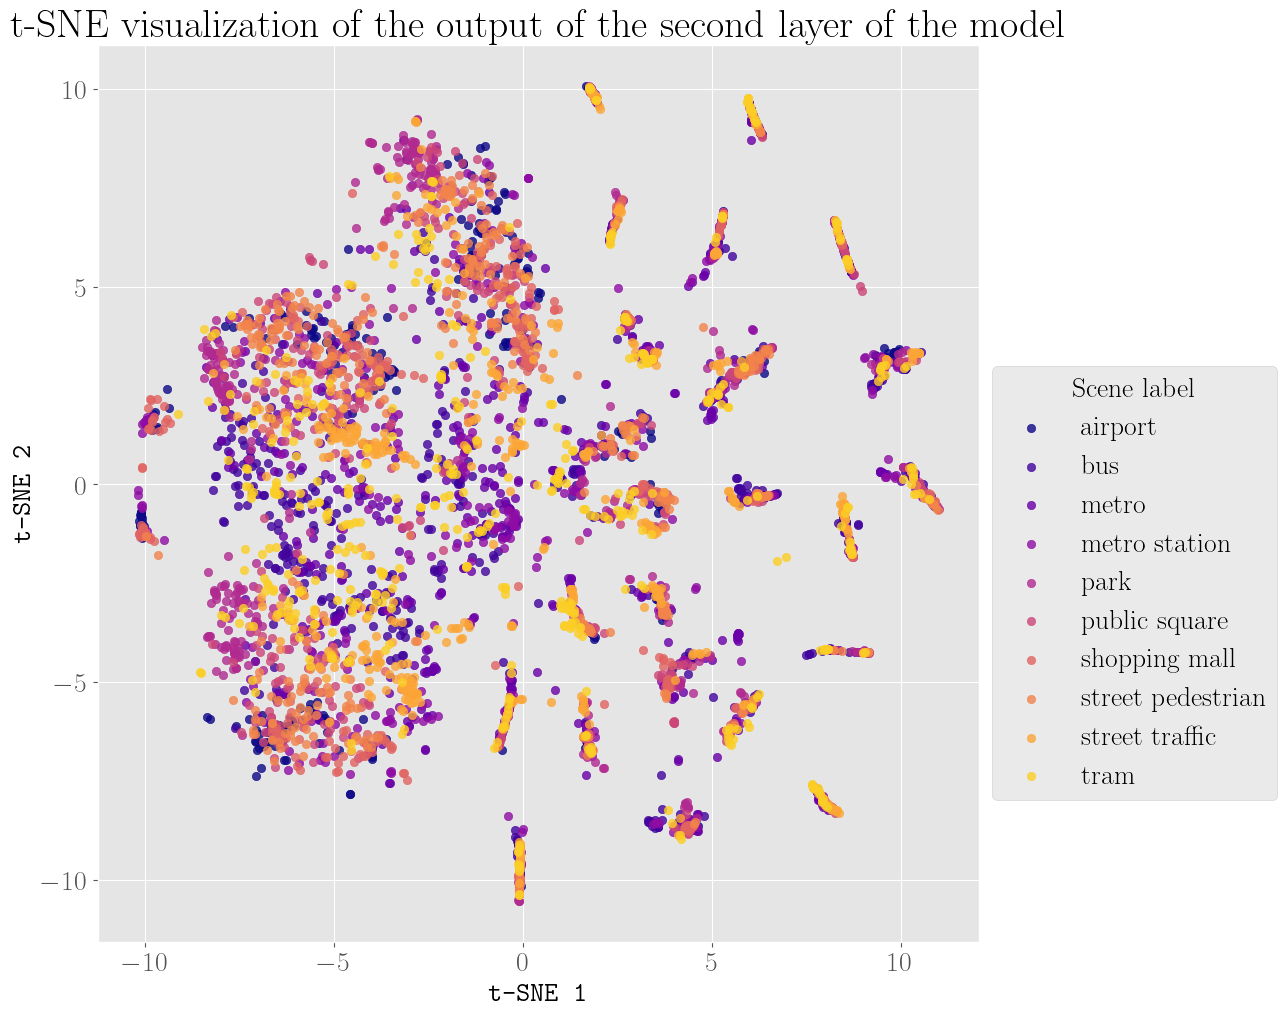 t-SNE visualization of the output of the second layer of the model
10
5
0
−5
−10
t-SNE 2
−10
−5
0
5
10
t-SNE 1
Scene label
airport
bus
metro
metro station
park
public square
shopping mall
street pedestrian
street traffic
tram